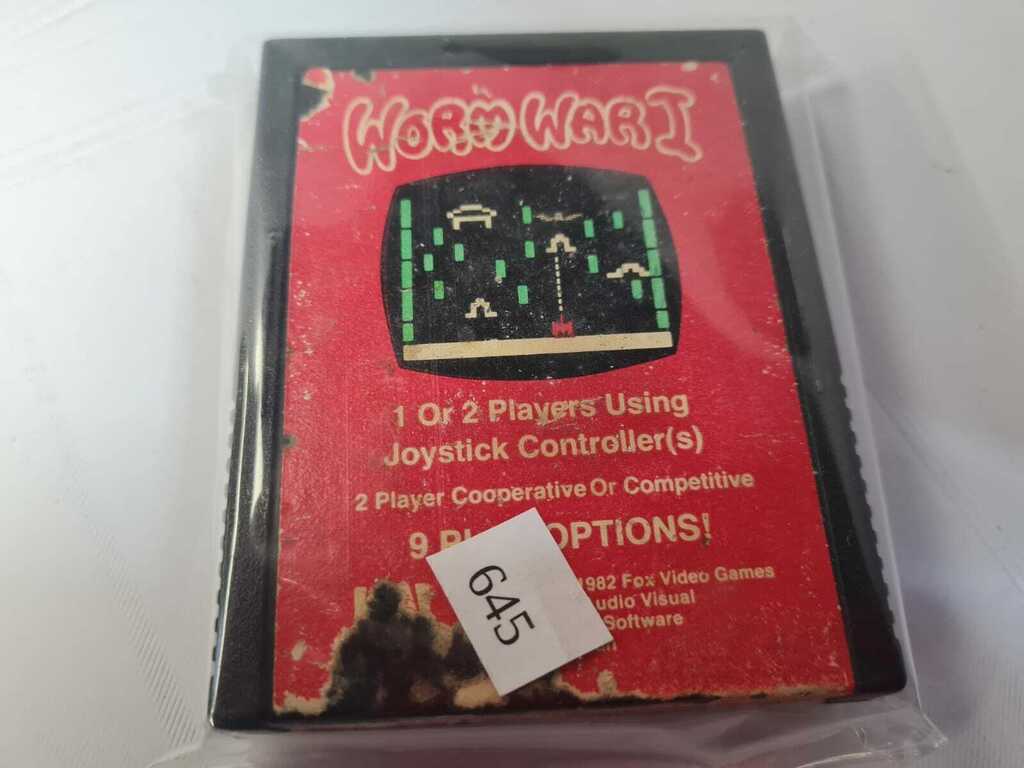 WORM WAR I
1 Or 2 Players Using
Joystick Controller(s)
2 Player Cooperative Or Competitive
9 OPTIONS!
645
1982 Fox Video Games
Visual
Software